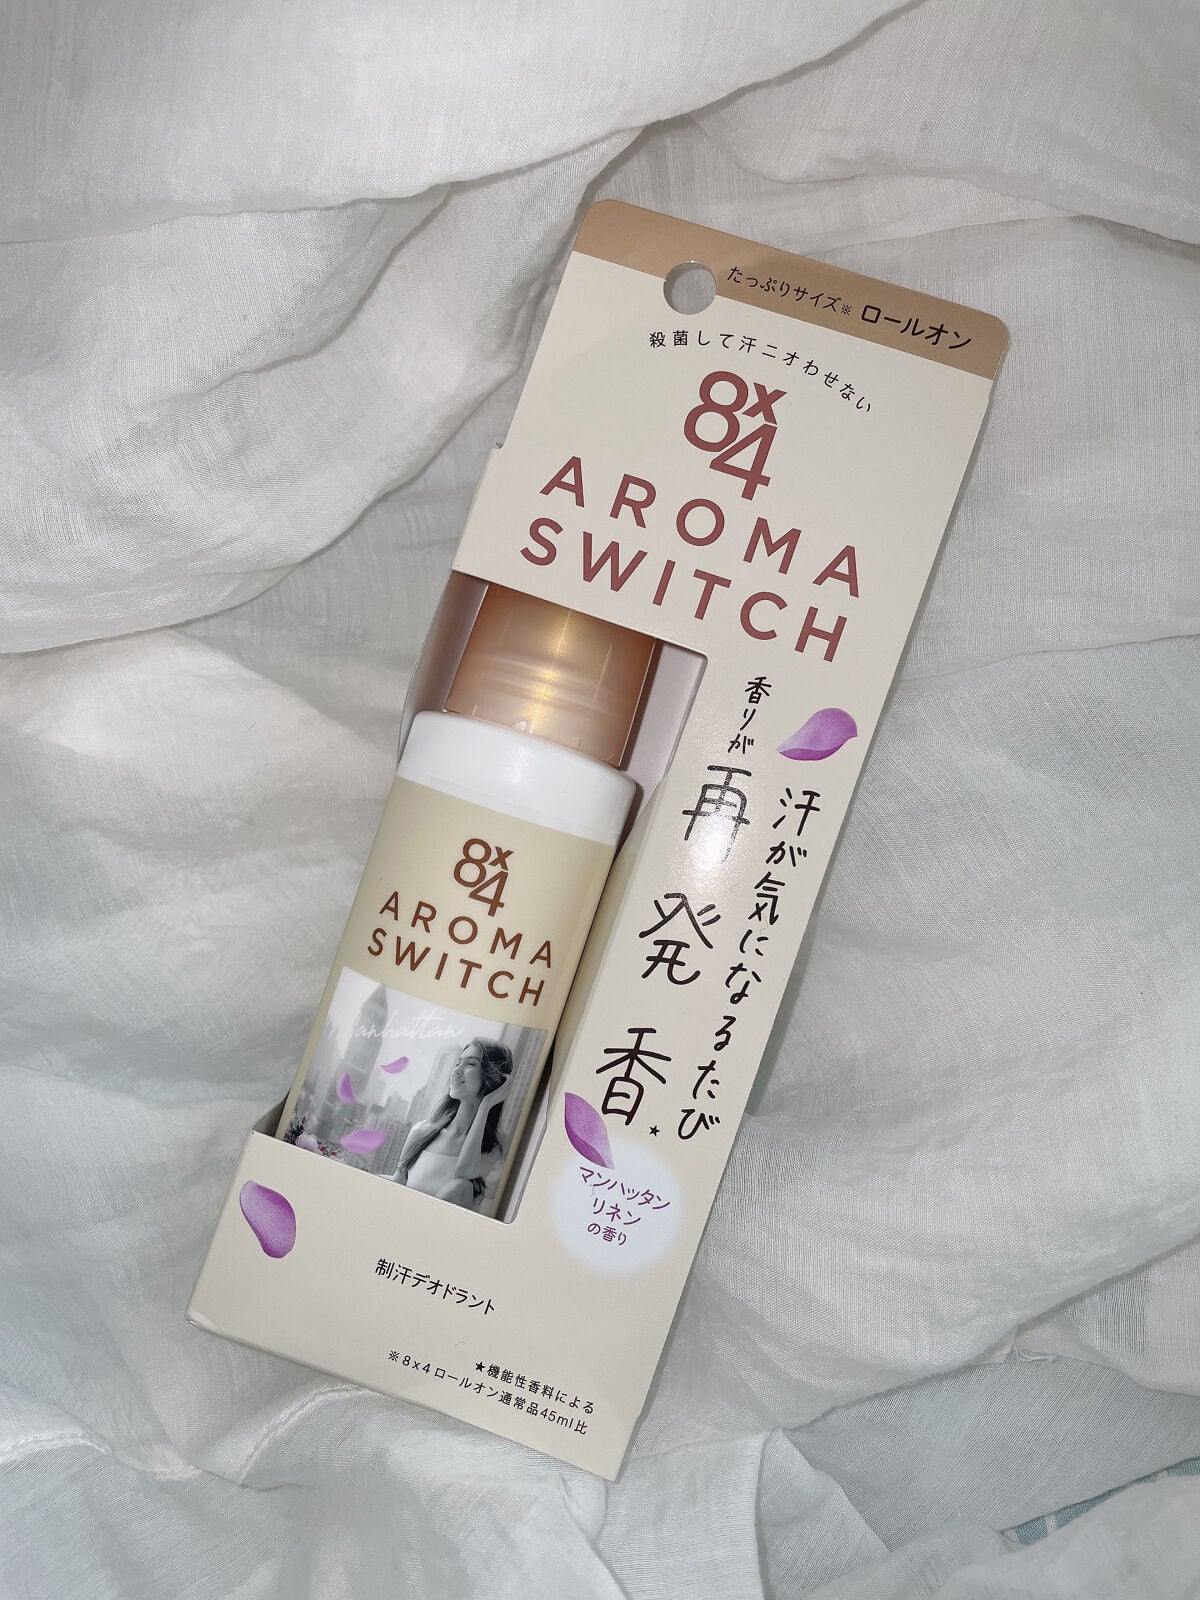 たっぷりサイズ※ ロールオン
殺菌して汗ニオわせない
8x4
AROMA
SWITCH
汗が気になるたび
香りが
再発香★
マンハッタン
リネン
の香り
8x4
AROMA
SWITCH
Manhattan
制汗デオドラント
★機能性香料による
※8x4ロールオン通常品45ml比